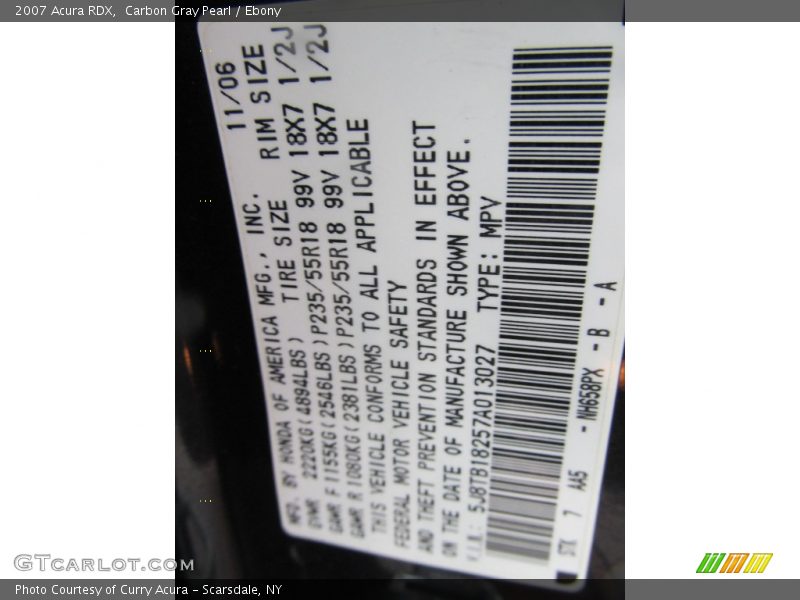 2007 Acura RDX,  Carbon Gray Pearl / Ebony
MFD. BY HONDA OF AMERICA MFG., INC.   11/06
GVWR   2220KG(4894LBS)   TIRE SIZE   RIM SIZE
GAWR F 1155KG(2546LBS)P235/55R18 99V 18X7 1/2J
GAWR R 1080KG(2381LBS)P235/55R18 99V 18X7 1/2J
THIS VEHICLE CONFORMS TO ALL APPLICABLE
FEDERAL MOTOR VEHICLE SAFETY
AND THEFT PREVENTION STANDARDS IN EFFECT
ON THE DATE OF MANUFACTURE SHOWN ABOVE.
V.I.N.: 5J8TB18257A013027   TYPE: MPV
STK 7 AA5 - NH658PX - B - A
GTCARLOT.COM
Photo Courtesy of Curry Acura - Scarsdale, NY